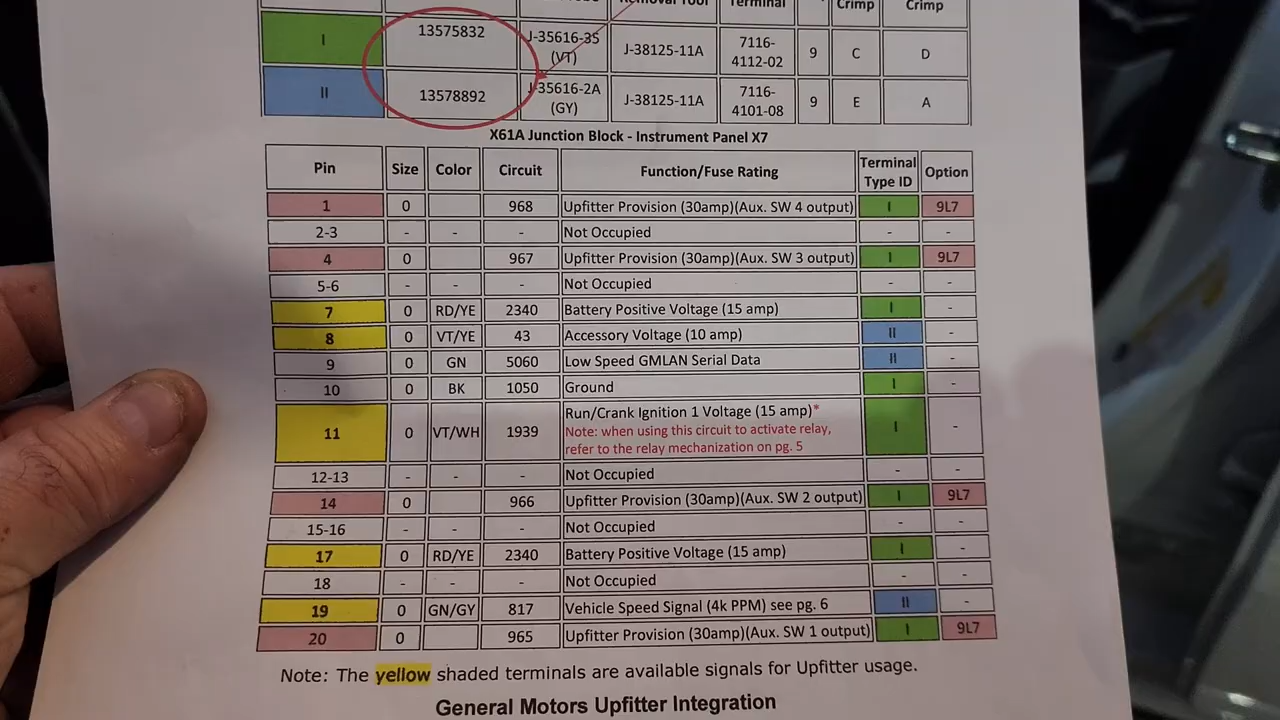 Removal Tool Terminal Crimp Crimp
I 13575832 J-35616-35 (VT) J-38125-11A 7116-4112-02 9 C D
II 13578892 J-35616-2A (GY) J-38125-11A 7116-4101-08 9 E A
X61A Junction Block - Instrument Panel X7
Pin Size Color Circuit Function/Fuse Rating Terminal Type ID Option
1 0 968 Upfitter Provision (30amp)(Aux. SW 4 output) I 9L7
2-3 - - - Not Occupied - -
4 0 967 Upfitter Provision (30amp)(Aux. SW 3 output) I 9L7
5-6 - - - Not Occupied - -
7 0 RD/YE 2340 Battery Positive Voltage (15 amp) I -
8 0 VT/YE 43 Accessory Voltage (10 amp) II -
9 0 GN 5060 Low Speed GMLAN Serial Data II -
10 0 BK 1050 Ground I -
11 0 VT/WH 1939 Run/Crank Ignition 1 Voltage (15 amp)* I -
Note: when using this circuit to activate relay,
refer to the relay mechanization on pg. 5
12-13 - - - Not Occupied - -
14 0 966 Upfitter Provision (30amp)(Aux. SW 2 output) I 9L7
15-16 - - - Not Occupied - -
17 0 RD/YE 2340 Battery Positive Voltage (15 amp) I -
18 - - - Not Occupied - -
19 0 GN/GY 817 Vehicle Speed Signal (4k PPM) see pg. 6 II -
20 0 965 Upfitter Provision (30amp)(Aux. SW 1 output) I 9L7
Note: The yellow shaded terminals are available signals for Upfitter usage.
General Motors Upfitter Integration